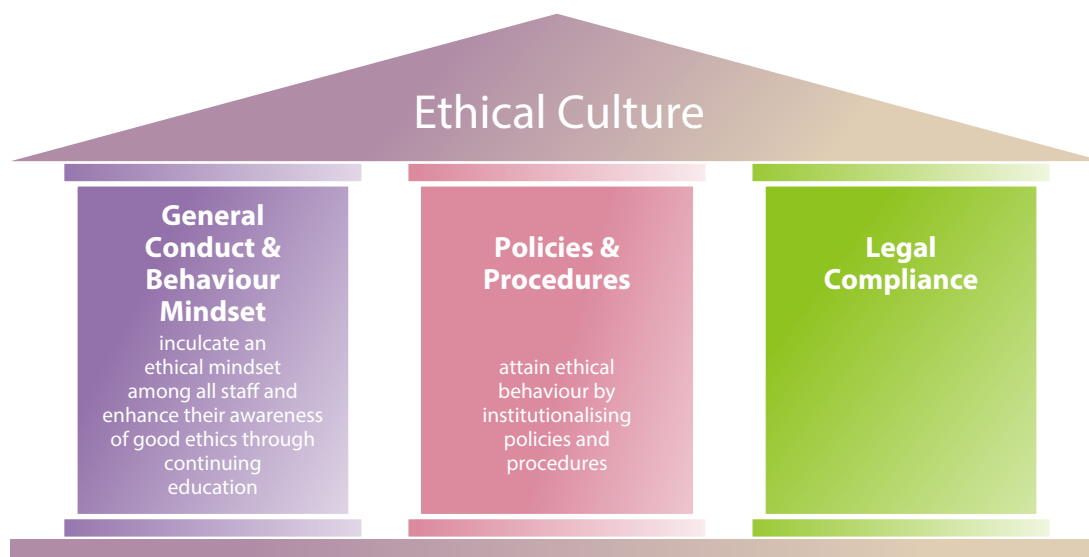 Ethical Culture
General
Conduct &
Behaviour
Mindset
inculcate an
ethical mindset
among all staff and
enhance their awareness
of good ethics through
continuing
education
Policies &
Procedures
attain ethical
behaviour by
institutionalising
policies and
procedures
Legal
Compliance